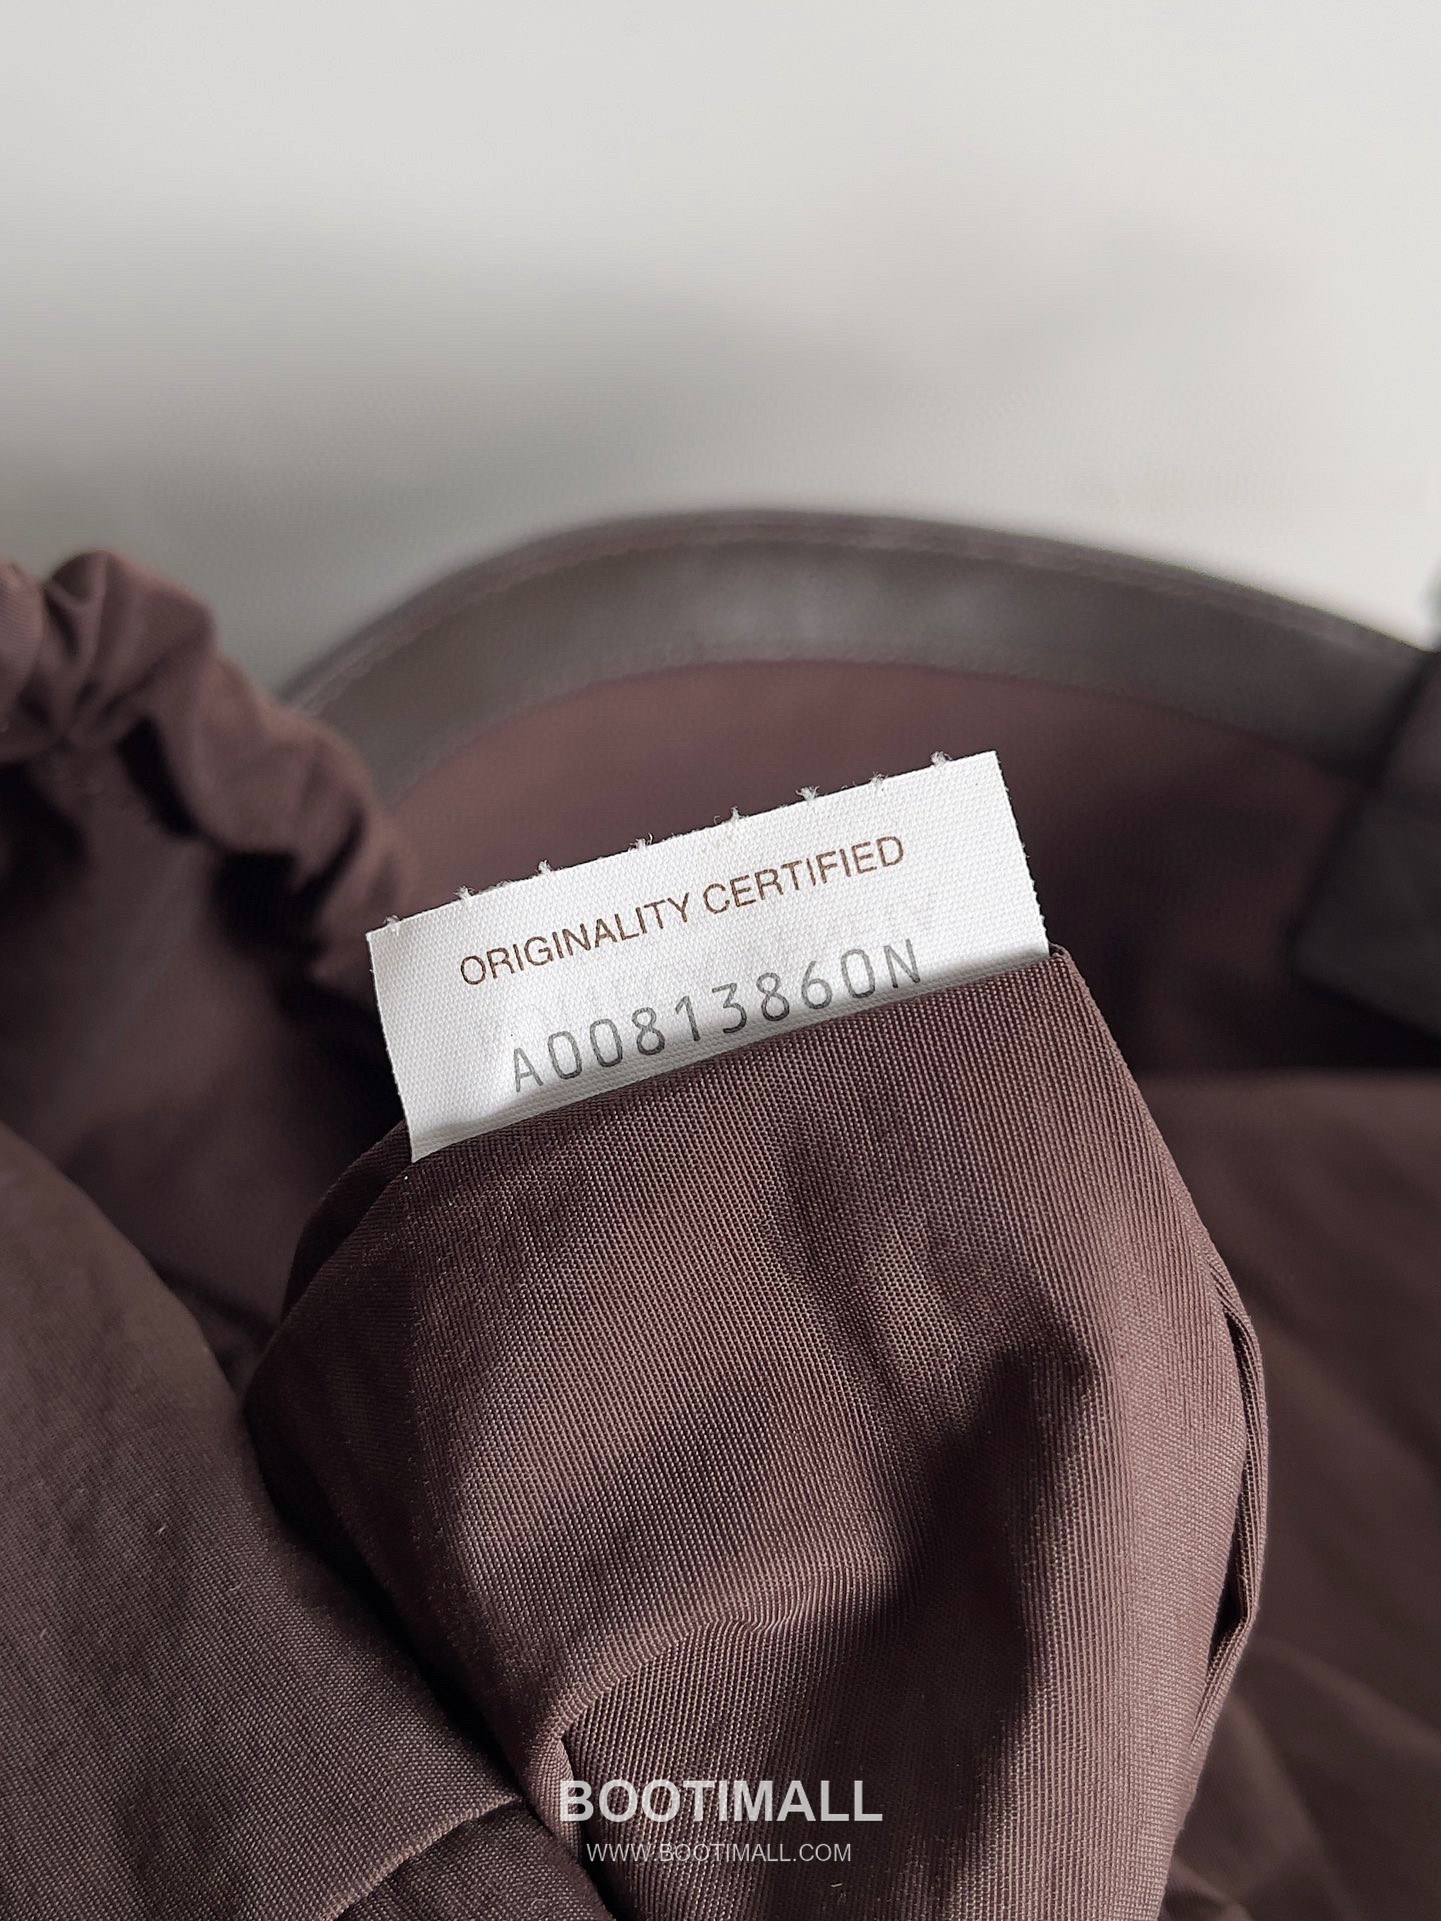 ORIGINALITY CERTIFIED
A00813860N
BOOTIMALL
WWW.BOOTIMALL.COM